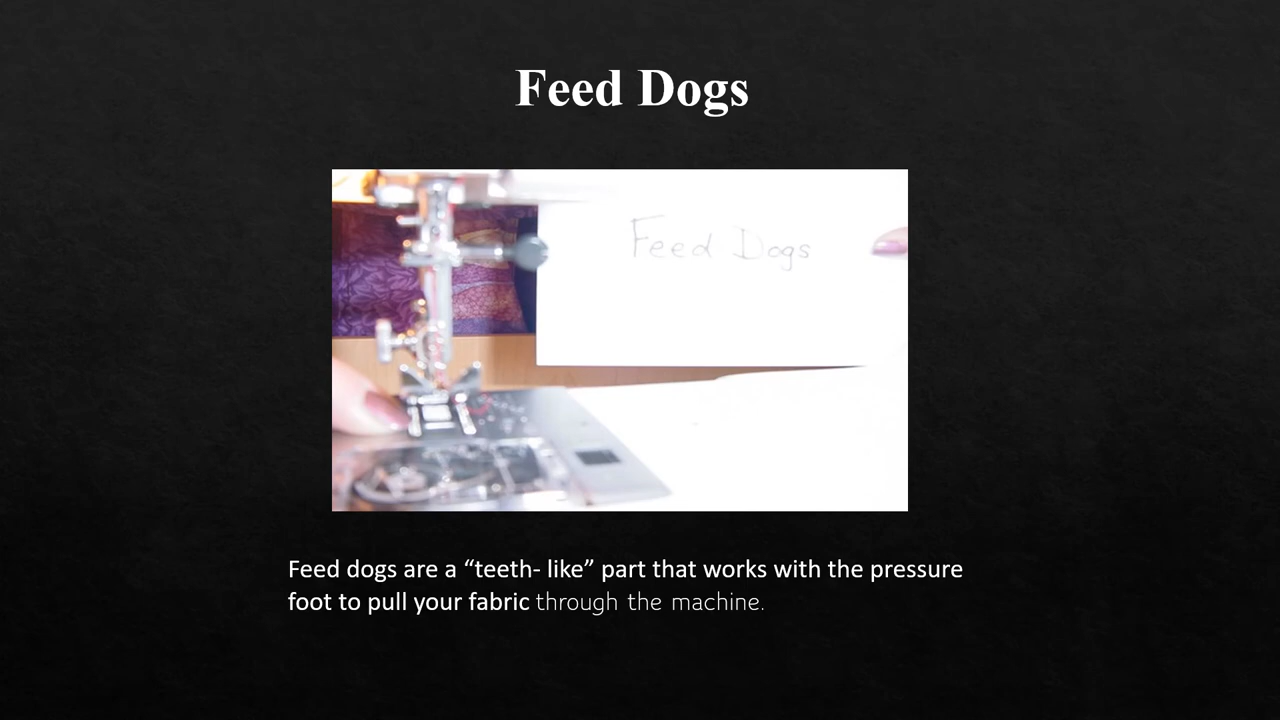 Feed Dogs
Feed Dogs
Feed dogs are a “teeth- like” part that works with the pressure
foot to pull your fabric through the machine.